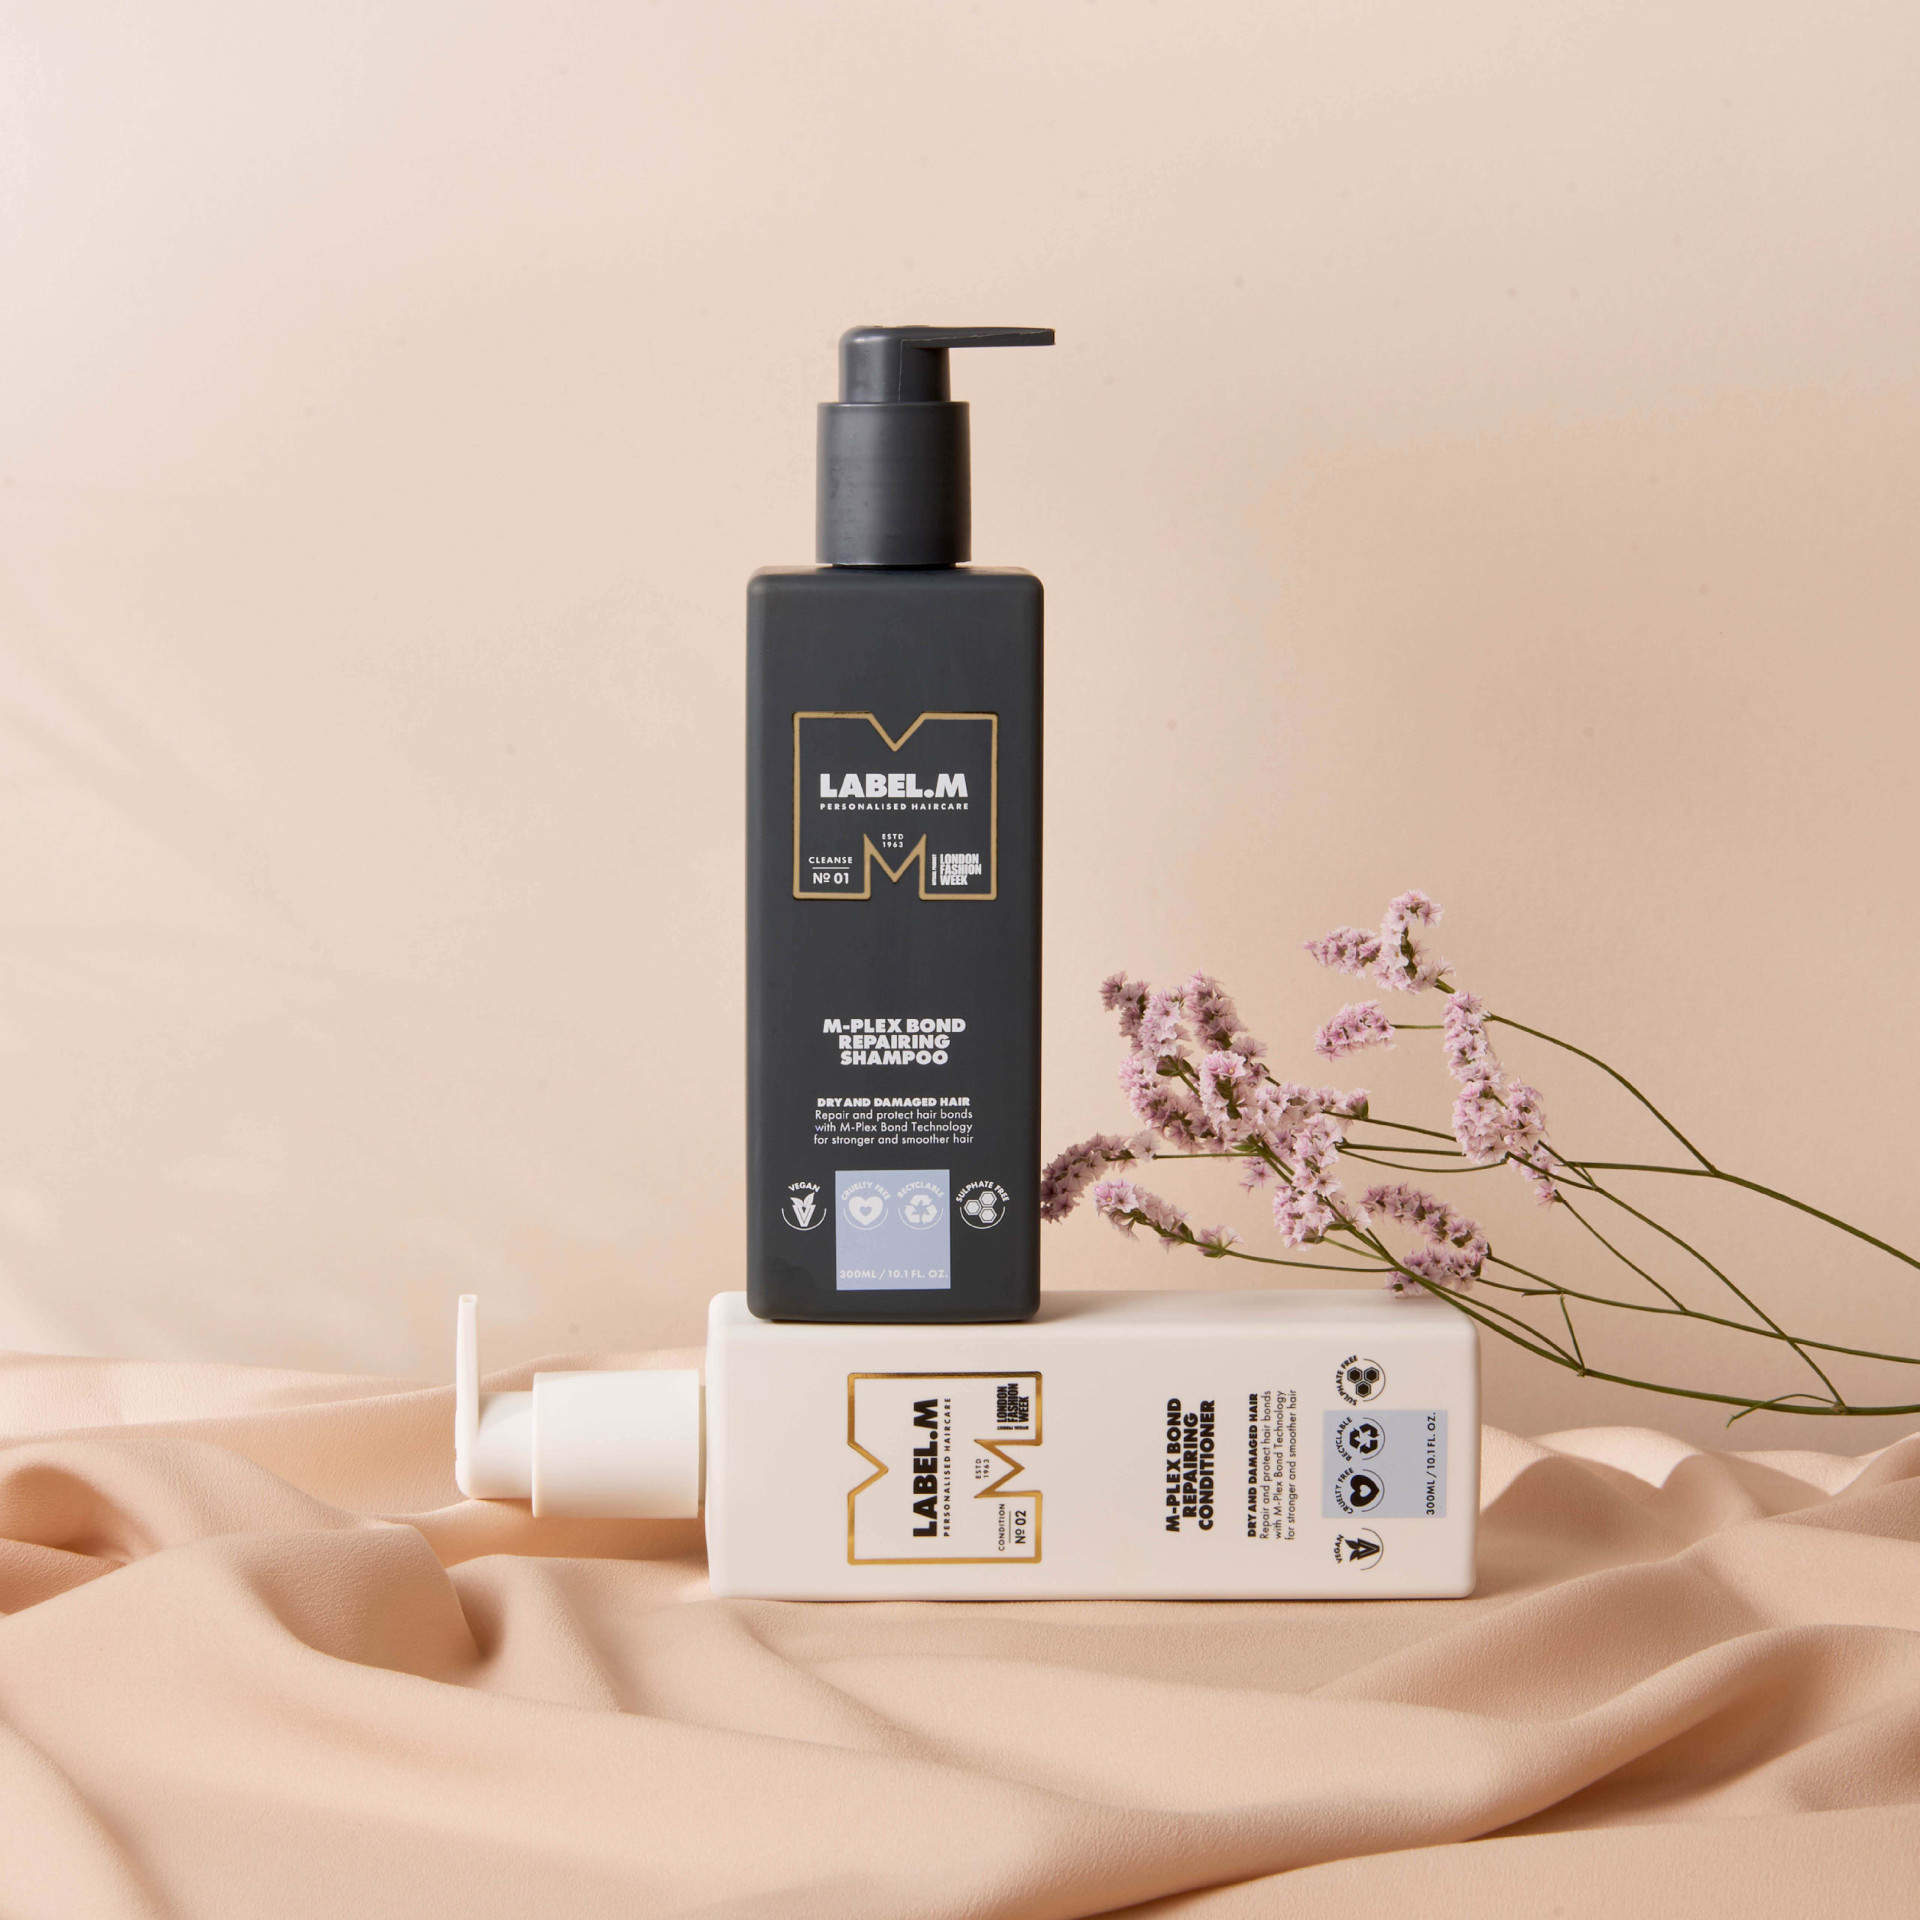 LABEL.M
PERSONALISED HAIRCARE
ESTD
1963
CLEANSE
Nº 01
OFFICIAL PRODUCT
LONDON
FASHION
WEEK
M-PLEX BOND
REPAIRING
SHAMPOO
DRY AND DAMAGED HAIR
Repair and protect hair bonds
with M-Plex Bond Technology
for stronger and smoother hair
VEGAN
CRUELTY FREE
RECYCLABLE
SULPHATE FREE
300ML / 10.1 FL. OZ.
LABEL.M
PERSONALISED HAIRCARE
ESTD
1963
CONDITION
Nº 02
LONDON
FASHION
WEEK
M-PLEX BOND
REPAIRING
CONDITIONER
DRY AND DAMAGED HAIR
Repair and protect hair bonds
with M-Plex Bond Technology
for stronger and smoother hair
VEGAN
CRUELTY FREE
RECYCLABLE
SULPHATE FREE
300ML / 10.1 FL. OZ.